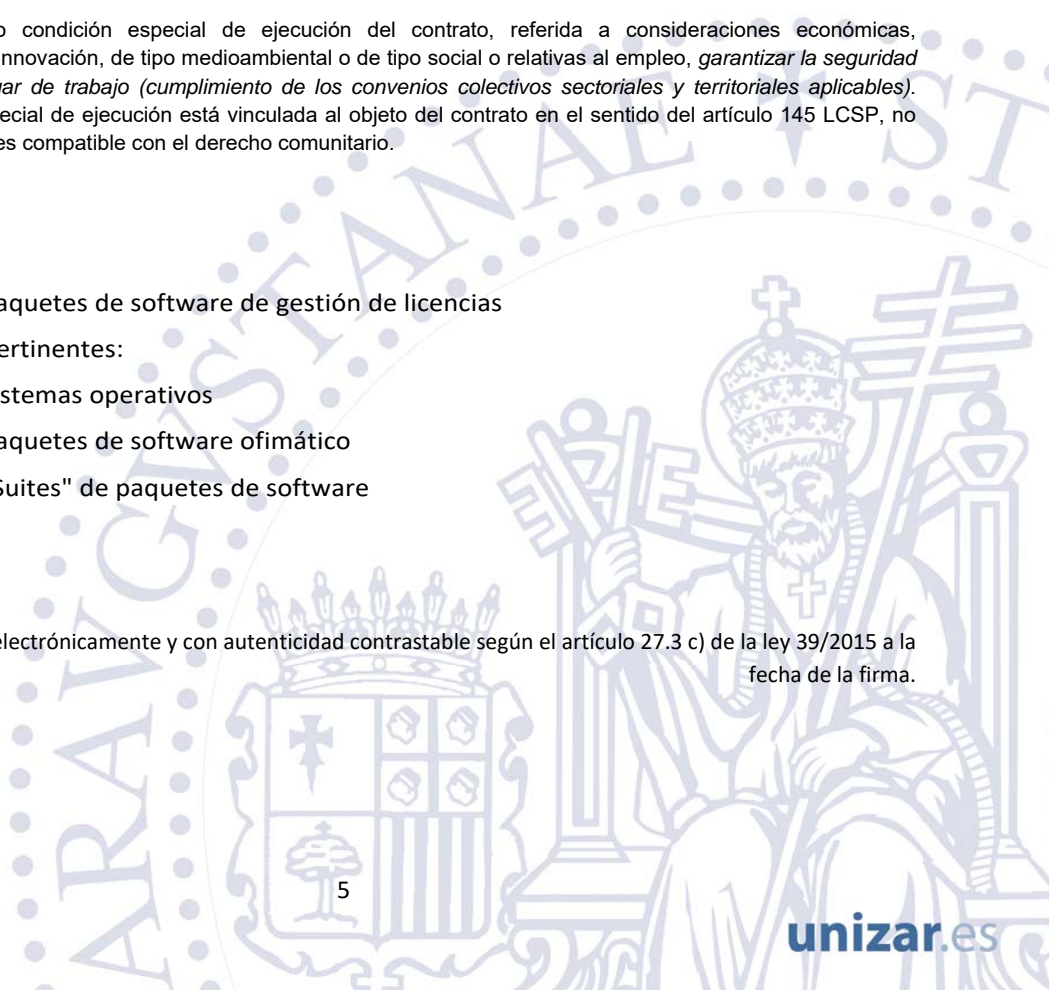 o condición especial de ejecución del contrato, referida a consideraciones económicas,
innovación, de tipo medioambiental o de tipo social o relativas al empleo, garantizar la seguridad
gar de trabajo (cumplimiento de los convenios colectivos sectoriales y territoriales aplicables).
ecial de ejecución está vinculada al objeto del contrato en el sentido del artículo 145 LCSP, no
es compatible con el derecho comunitario.
aquetes de software de gestión de licencias
ertinentes:
istemas operativos
aquetes de software ofimático
Suites" de paquetes de software
electrónicamente y con autenticidad contrastable según el artículo 27.3 c) de la ley 39/2015 a la
fecha de la firma.
ARAVGVSTANAE ST
5
unizar.es